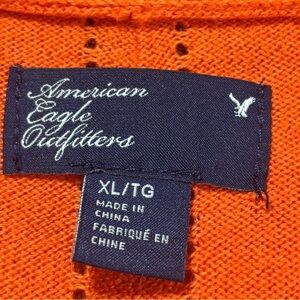 American
Eagle
Outfitters
XL/TG
MADE IN
CHINA
FABRIQUÉ EN
CHINE